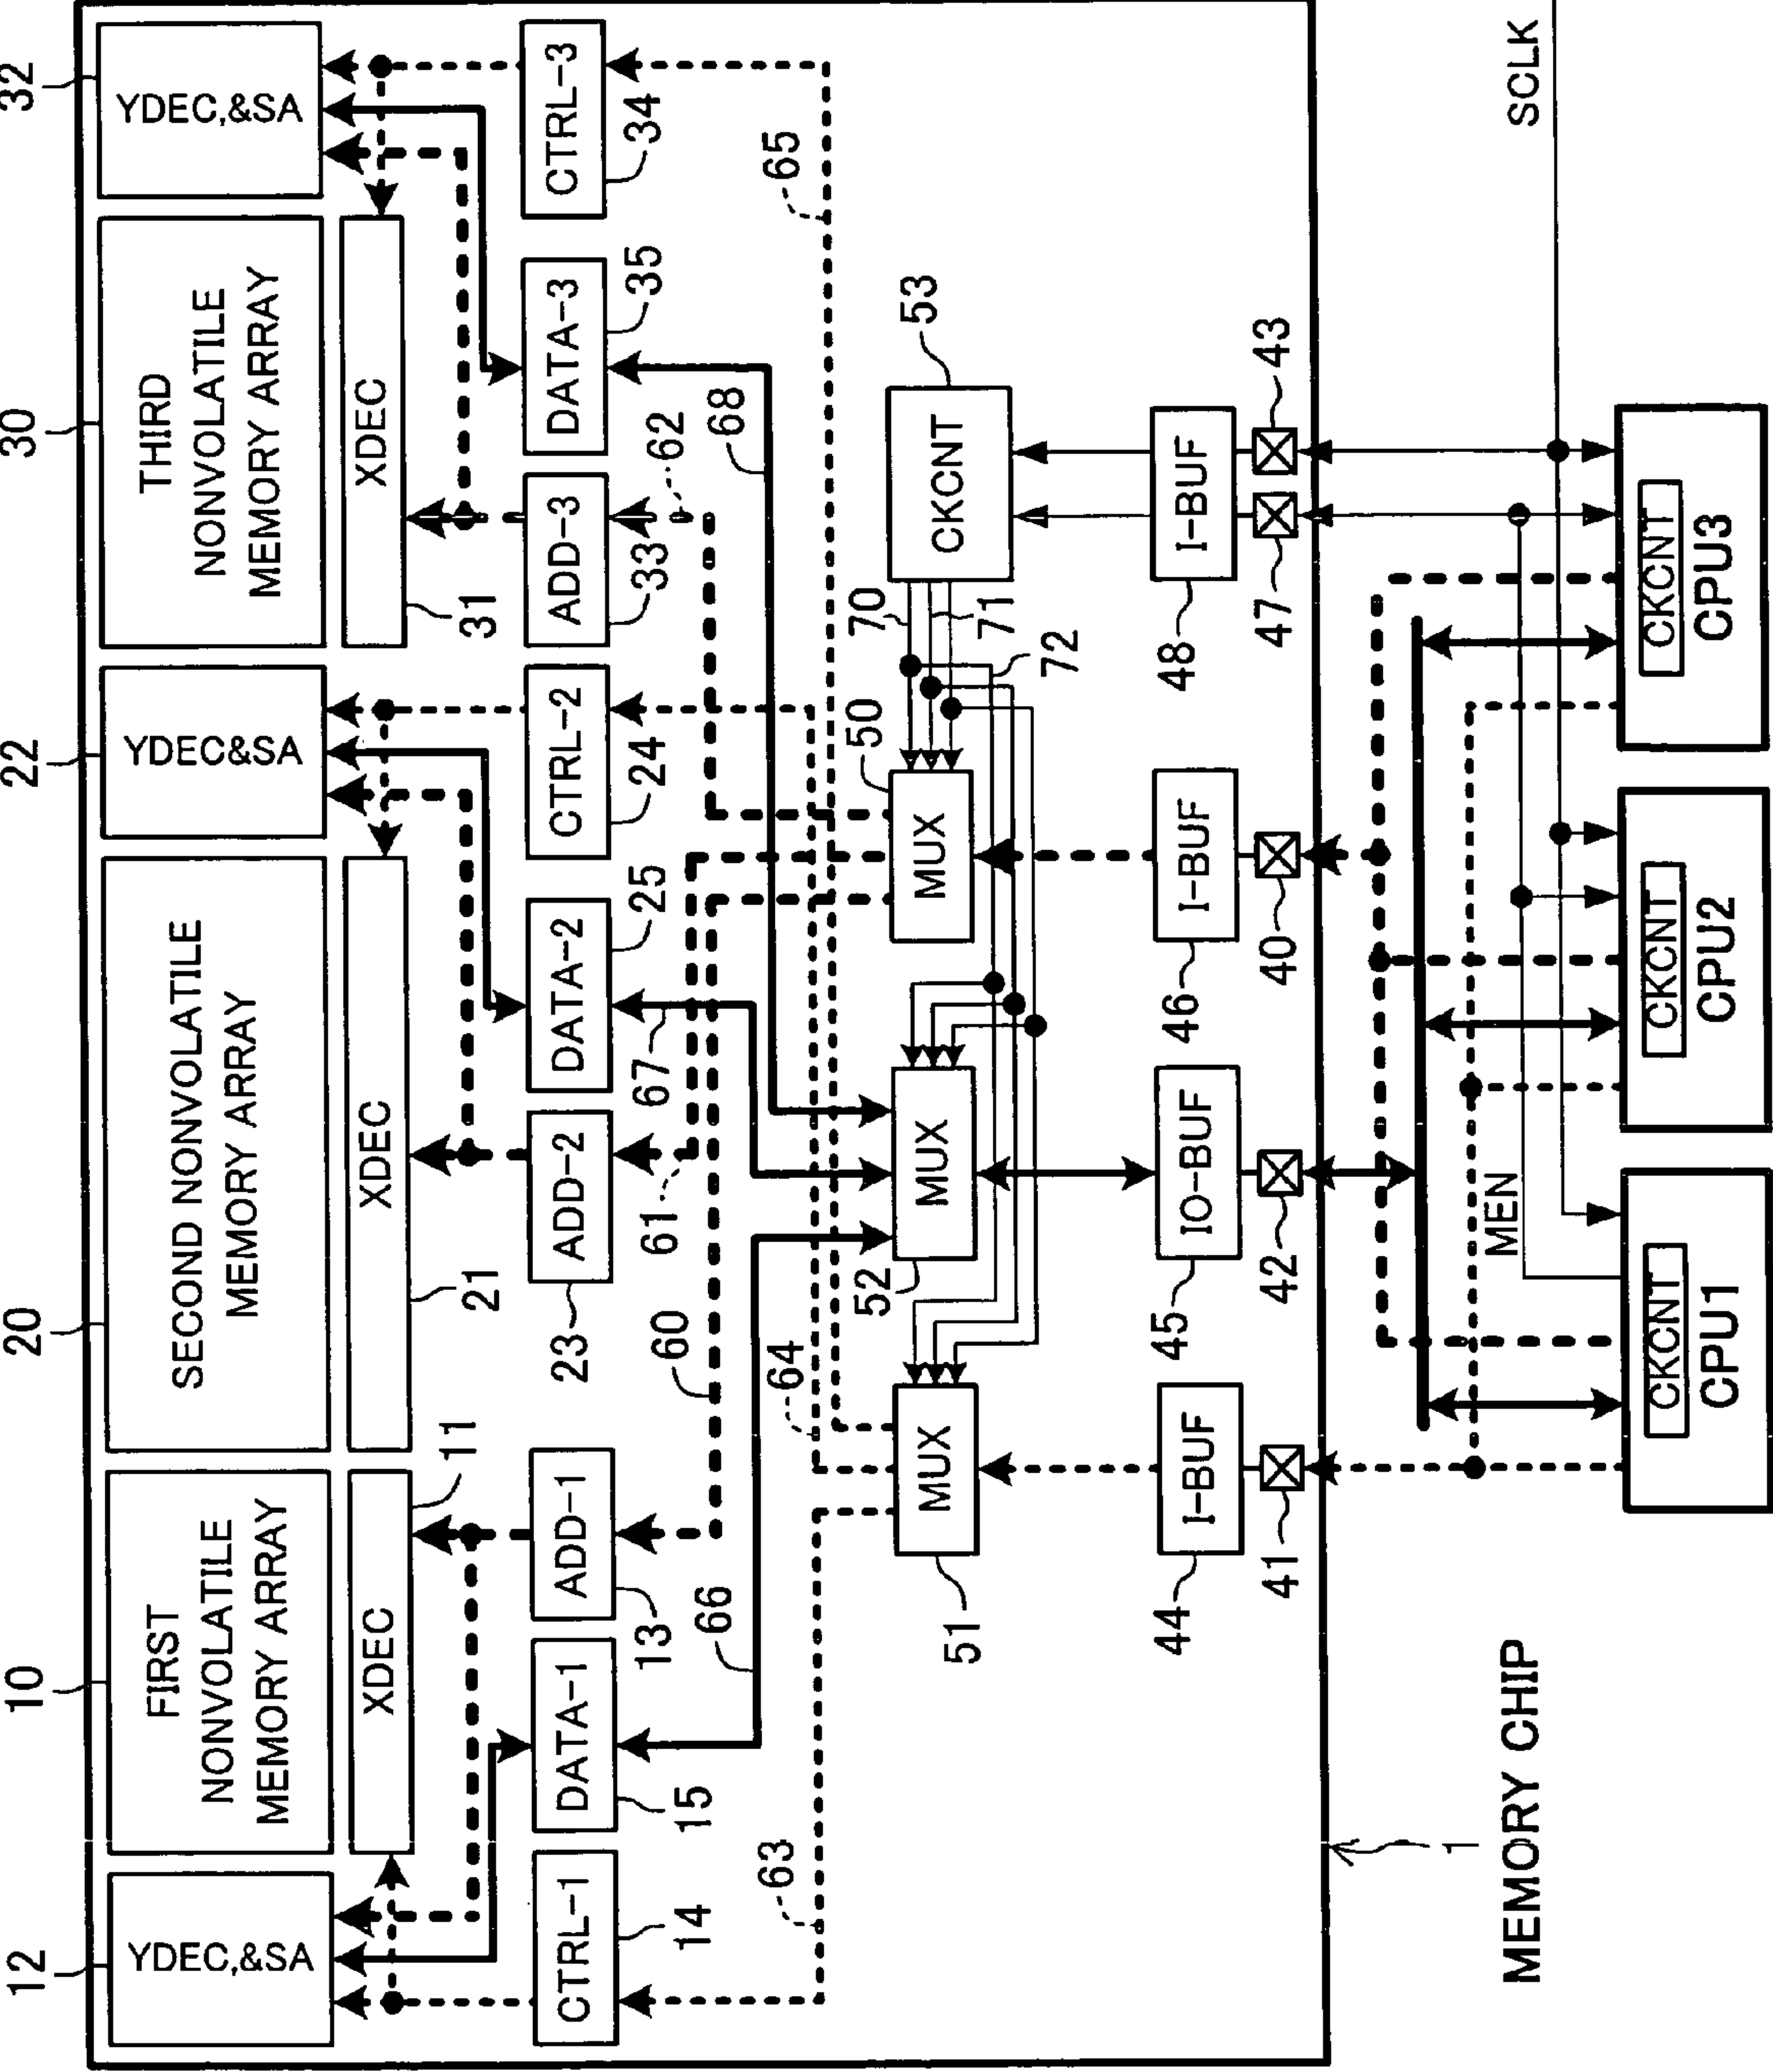 12
10
20
22
30
32
YDEC,&SA
FIRST
NONVOLATILE
MEMORY ARRAY
SECOND NONVOLATILE
MEMORY ARRAY
YDEC&SA
THIRD
NONVOLATILE
MEMORY ARRAY
YDEC,&SA
XDEC
11
XDEC
21
XDEC
31
CTRL-1
14
DATA-1
15
ADD-1
13
ADD-2
23
DATA-2
25
CTRL-2
24
ADD-3
33
DATA-3
35
CTRL-3
34
63
66
60
64
61
67
62
68
65
MUX
51
MUX
52
MUX
50
70
71
72
CKCNT
53
I-BUF
44
IO-BUF
45
I-BUF
46
I-BUF
48
41
42
40
47
43
1
MEMORY CHIP
MEN
SCLK
CKCNT
CPU1
CKCNT
CPU2
CKCNT
CPU3